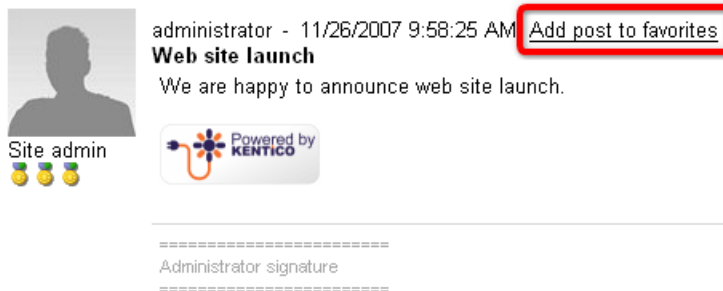 administrator - 11/26/2007 9:58:25 AM Add post to favorites
Web site launch
We are happy to announce web site launch.
Powered by
KENTICO
Site admin
========================
Administrator signature
========================